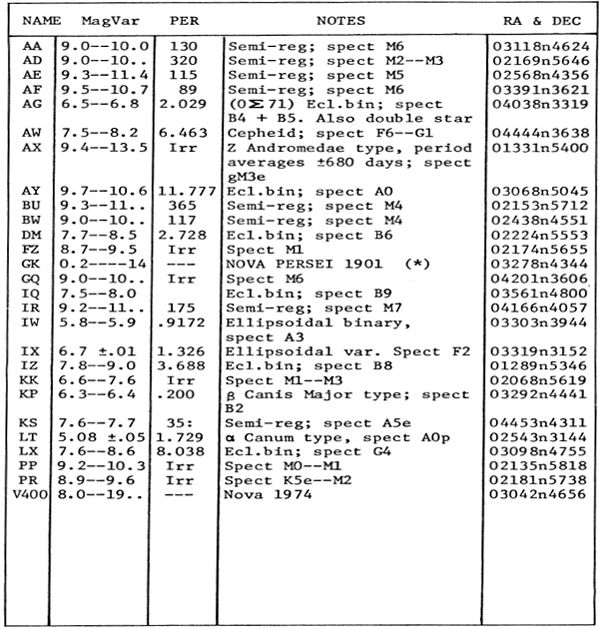 NAME MagVar PER NOTES RA & DEC
AA 9.0--10.0 130 Semi-reg; spect M6 03118n4624
AD 9.0--10.. 320 Semi-reg; spect M2--M3 02169n5646
AE 9.3--11.4 115 Semi-reg; spect M5 02568n4356
AF 9.5--10.7 89 Semi-reg; spect M6 03391n3621
AG 6.5--6.8 2.029 (OΣ71) Ecl.bin; spect 04038n3319
B4 + B5. Also double star
AW 7.5--8.2 6.463 Cepheid; spect F6--G1 04444n3638
AX 9.4--13.5 Irr Z Andromedae type, period 01331n5400
averages ±680 days; spect
gM3e
AY 9.7--10.6 11.777 Ecl.bin; spect A0 03068n5045
BU 9.3--11.. 365 Semi-reg; spect M4 02153n5712
BW 9.0--10.. 117 Semi-reg; spect M4 02438n4551
DM 7.7--8.5 2.728 Ecl.bin; spect B6 02224n5553
FZ 8.7--9.5 Irr Spect M1 02174n5655
GK 0.2----14 --- NOVA PERSEI 1901 (*) 03278n4344
GQ 9.0--10.. Irr Spect M6 04201n3606
IQ 7.5--8.0 Ecl.bin; spect B9 03561n4800
IR 9.2--11.. 175 Semi-reg; spect M7 04166n4057
IW 5.8--5.9 .9172 Ellipsoidal binary, 03303n3944
spect A3
IX 6.7 ±.01 1.326 Ellipsoidal var. Spect F2 03319n3152
IZ 7.8--9.0 3.688 Ecl.bin; spect B8 01289n5346
KK 6.6--7.6 Irr Spect M1--M3 02068n5619
KP 6.3--6.4 .200 β Canis Major type; spect 03292n4441
B2
KS 7.6--7.7 35: Semi-reg; spect A5e 04453n4311
LT 5.08 ±.05 1.729 α Canum type, spect A0p 02543n3144
LX 7.6--8.6 8.038 Ecl.bin; spect G4 03098n4755
PP 9.2--10.3 Irr Spect M0--M1 02135n5818
PR 8.9--9.6 Irr Spect K5e--M2 02181n5738
V400 8.0--19.. --- Nova 1974 03042n4656